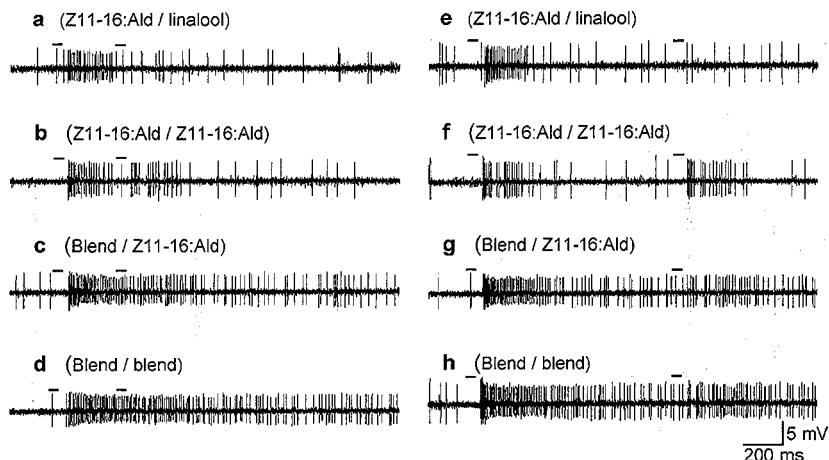 a (Z11-16:Ald / linalool)
b (Z11-16:Ald / Z11-16:Ald)
c (Blend / Z11-16:Ald)
d (Blend / blend)
e (Z11-16:Ald / linalool)
f (Z11-16:Ald / Z11-16:Ald)
g (Blend / Z11-16:Ald)
h (Blend / blend)
5 mV
200 ms